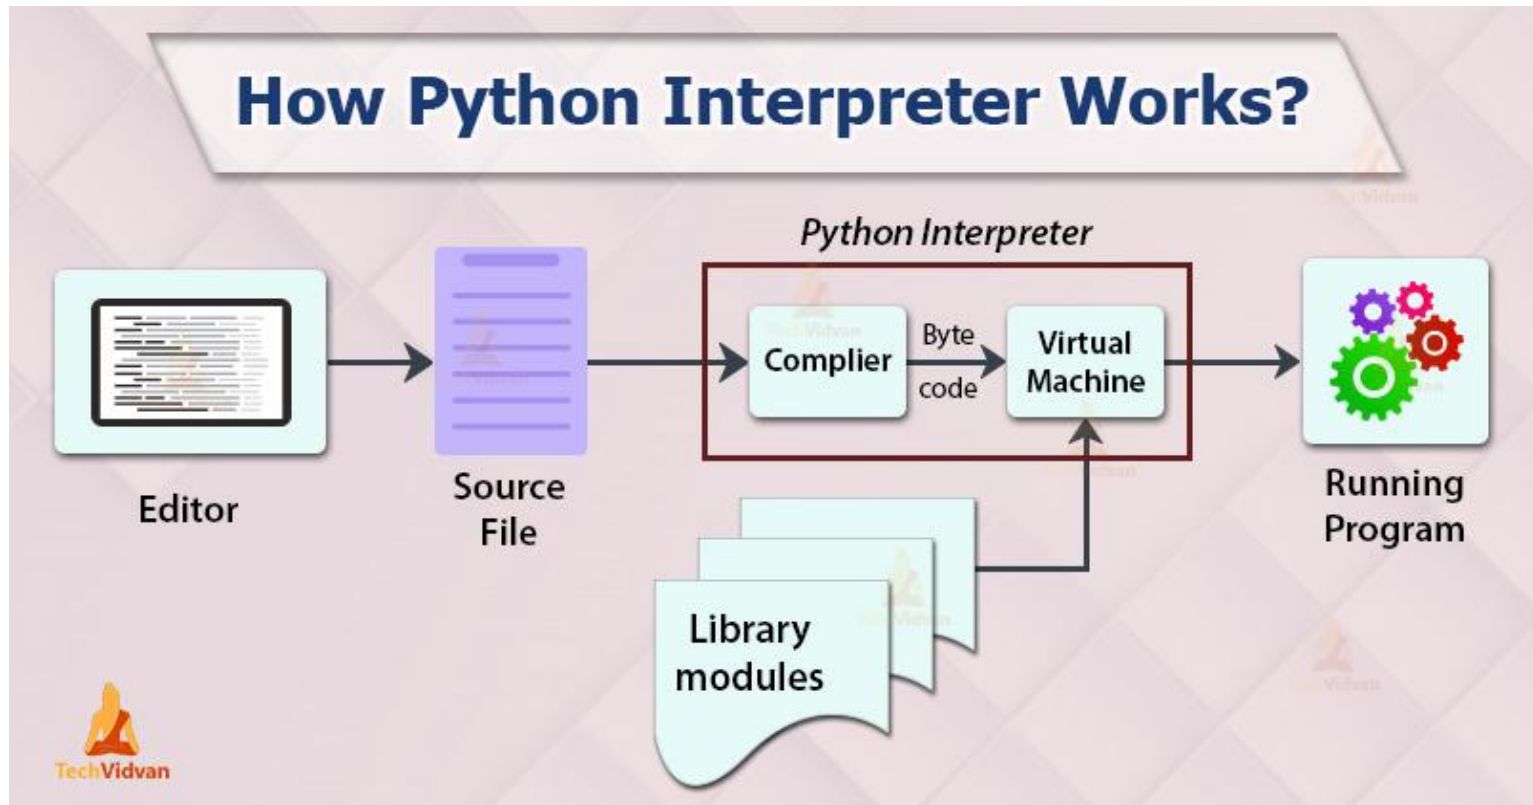 How Python Interpreter Works?
Python Interpreter
Complier
Byte
code
Virtual
Machine
Editor
Source
File
Running
Program
Library
modules
TechVidvan